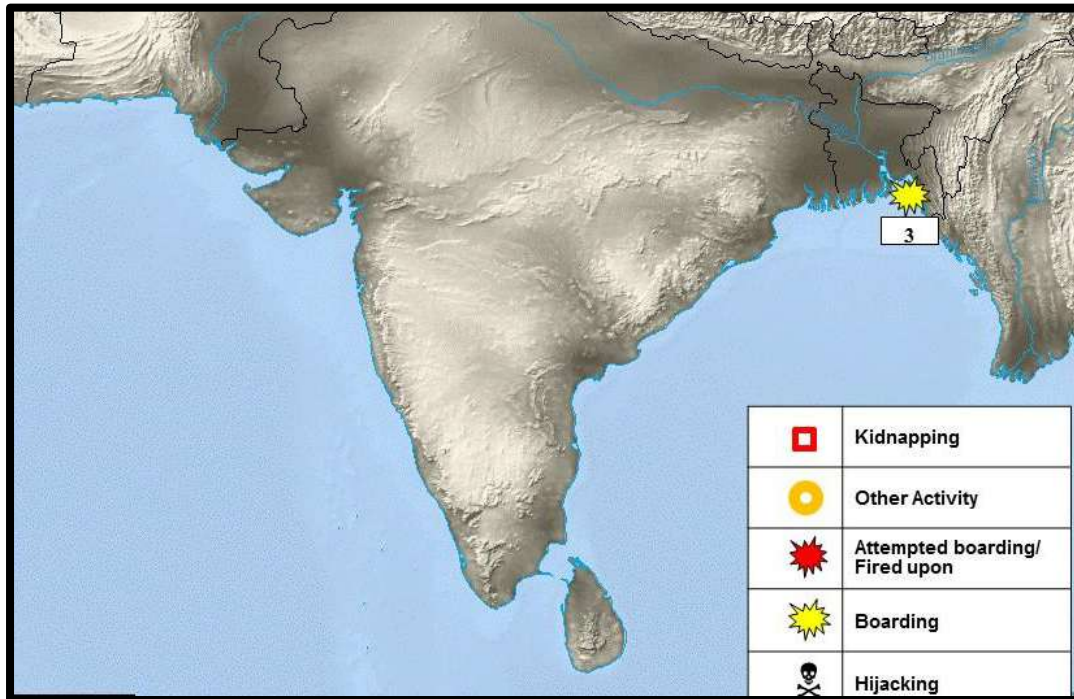 3
Kidnapping
Other Activity
Attempted boarding/
Fired upon
Boarding
Hijacking